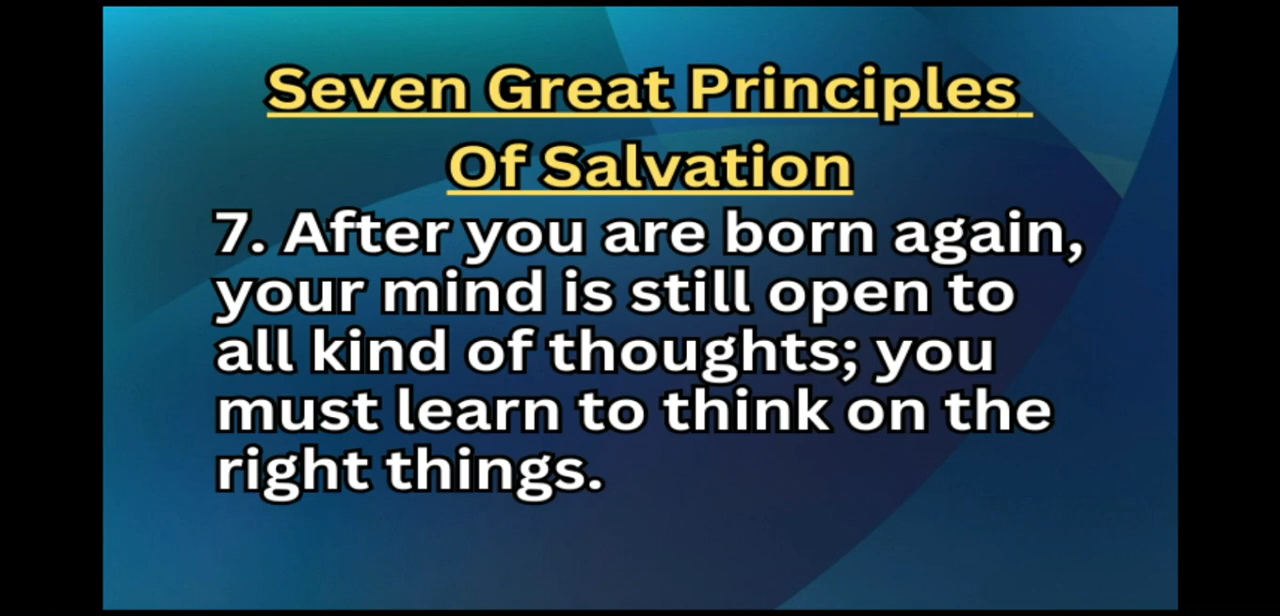 Seven Great Principles
Of Salvation
7. After you are born again,
your mind is still open to
all kind of thoughts; you
must learn to think on the
right things.